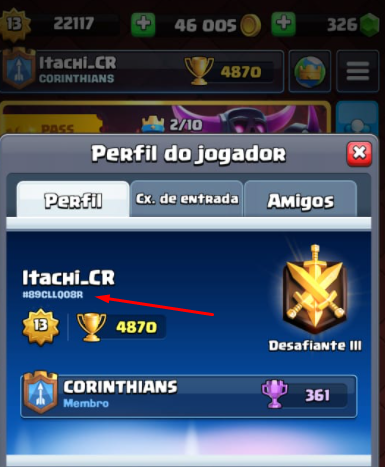 13 22117 46 005 326
Itachi_CR
CORINTHIANS
4870
PASS
2/10
Perfil do jogador
Perfil
Cx. de entrada
Amigos
Itachi_CR
#89CLLQ08R
13 4870
Desafiante III
CORINTHIANS
Membro
361